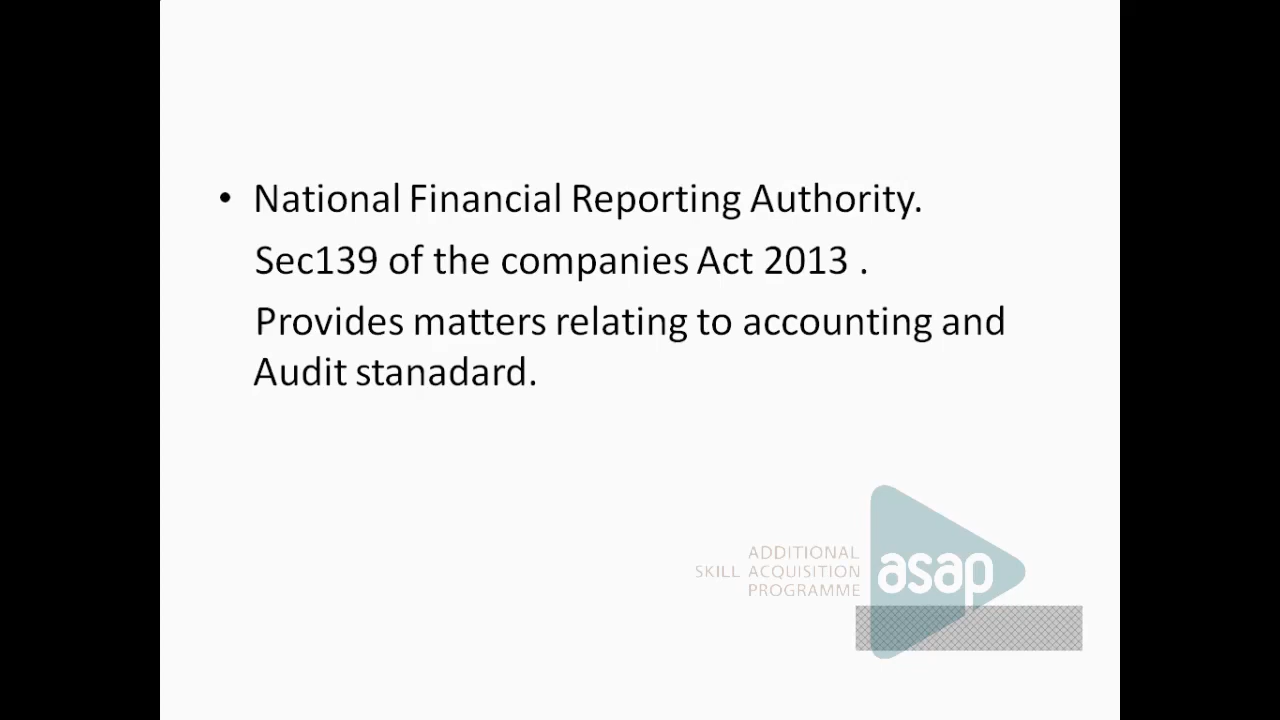 • National Financial Reporting Authority.
Sec139 of the companies Act 2013 .
Provides matters relating to accounting and
Audit stanadard.
ADDITIONAL
SKILL ACQUISITION
PROGRAMME
asap